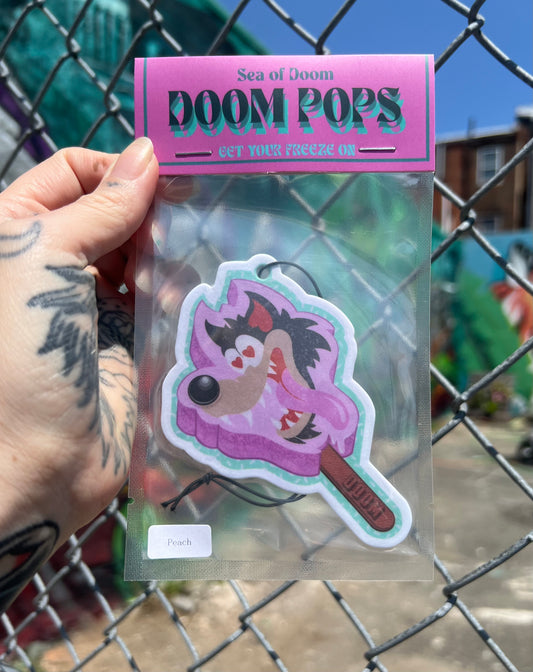 Sea of Doom
DOOM POPS
GET YOUR FREEZE ON
DOOM
Peach